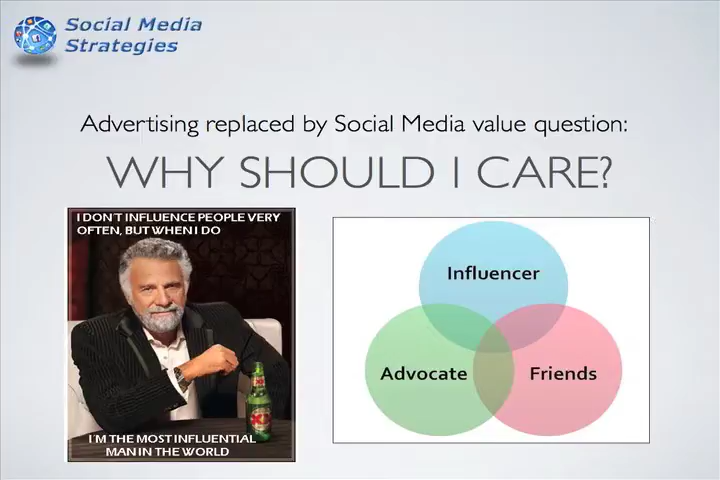 Social Media
Strategies
Advertising replaced by Social Media value question:
WHY SHOULD I CARE?
I DON'T INFLUENCE PEOPLE VERY
OFTEN, BUT WHEN I DO
I'M THE MOST INFLUENTIAL
MAN IN THE WORLD
Influencer
Advocate
Friends